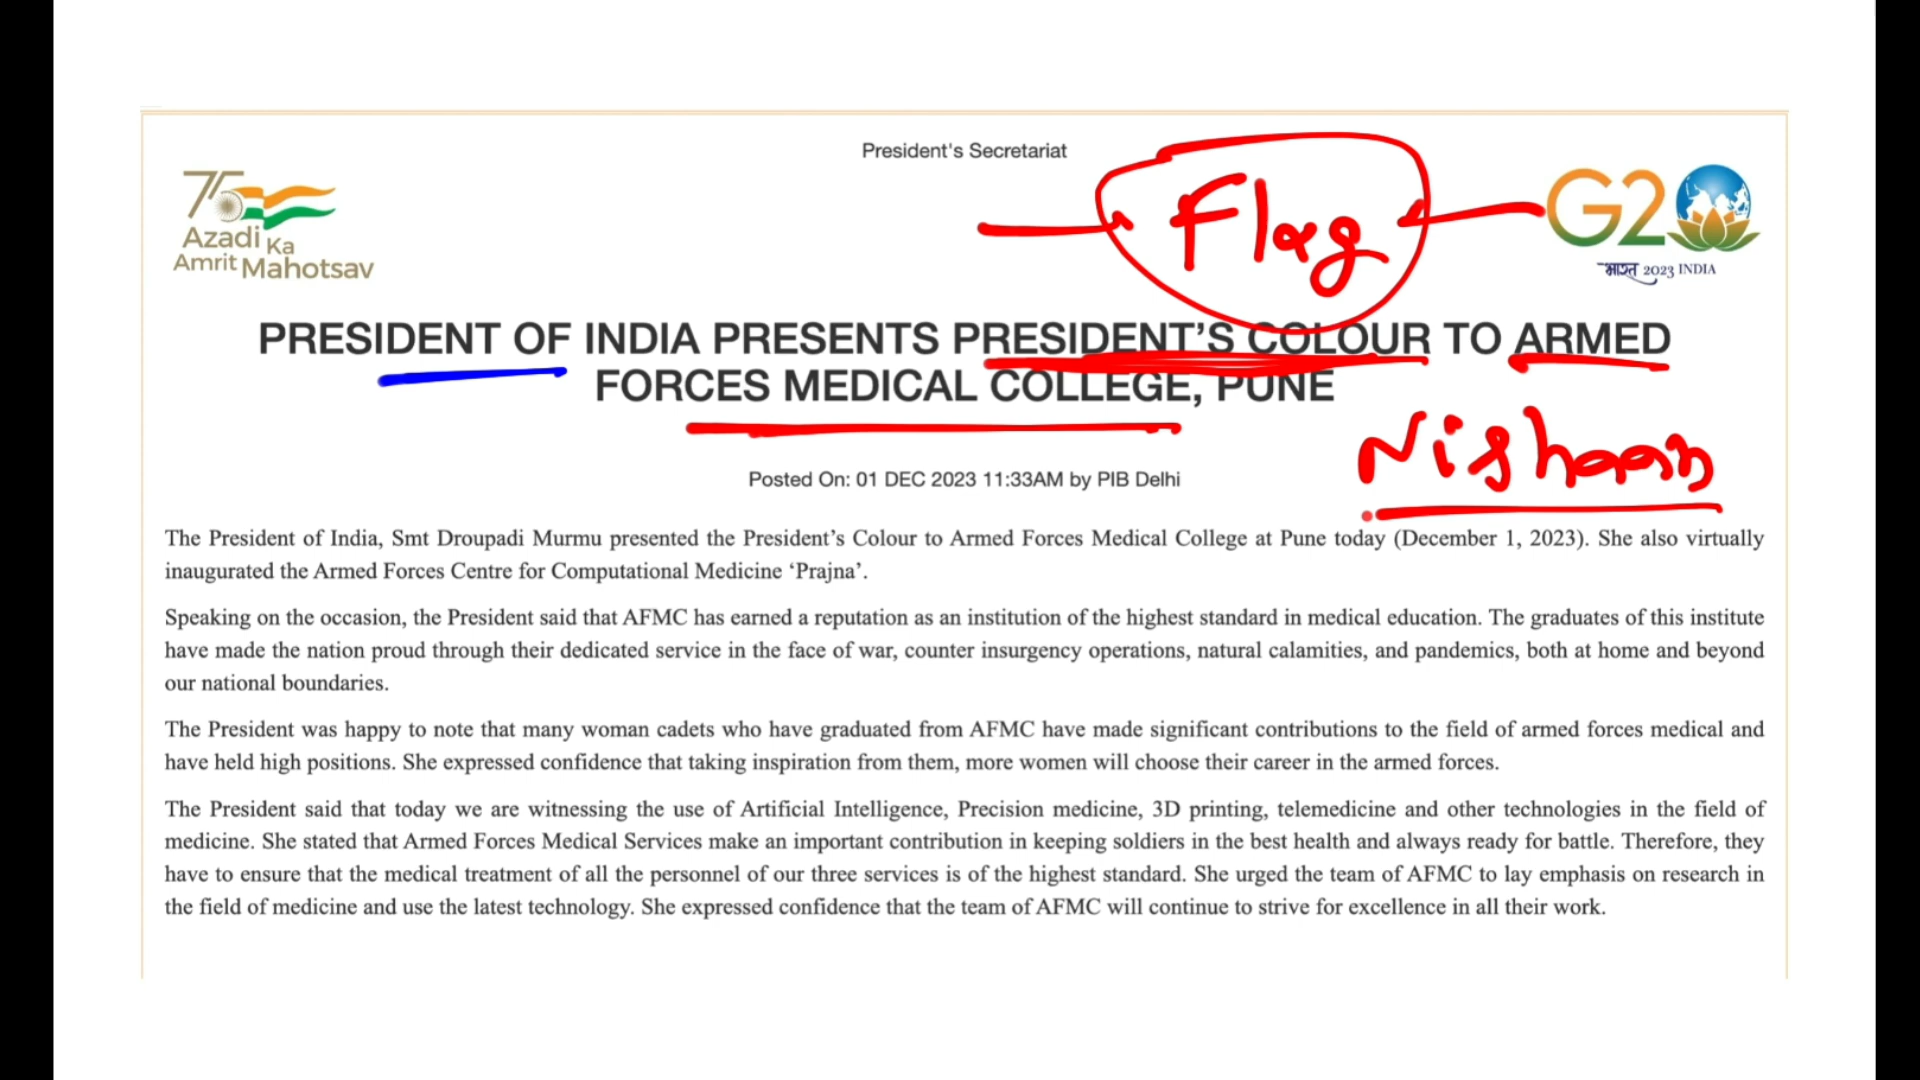 President's Secretariat
Flag
75
Azadi Ka
Amrit Mahotsav
G20
भारत 2023 INDIA
PRESIDENT OF INDIA PRESENTS PRESIDENT'S COLOUR TO ARMED
FORCES MEDICAL COLLEGE, PUNE
Nishaan
Posted On: 01 DEC 2023 11:33AM by PIB Delhi
The President of India, Smt Droupadi Murmu presented the President's Colour to Armed Forces Medical College at Pune today (December 1, 2023). She also virtually
inaugurated the Armed Forces Centre for Computational Medicine ‘Prajna’.
Speaking on the occasion, the President said that AFMC has earned a reputation as an institution of the highest standard in medical education. The graduates of this institute
have made the nation proud through their dedicated service in the face of war, counter insurgency operations, natural calamities, and pandemics, both at home and beyond
our national boundaries.
The President was happy to note that many woman cadets who have graduated from AFMC have made significant contributions to the field of armed forces medical and
have held high positions. She expressed confidence that taking inspiration from them, more women will choose their career in the armed forces.
The President said that today we are witnessing the use of Artificial Intelligence, Precision medicine, 3D printing, telemedicine and other technologies in the field of
medicine. She stated that Armed Forces Medical Services make an important contribution in keeping soldiers in the best health and always ready for battle. Therefore, they
have to ensure that the medical treatment of all the personnel of our three services is of the highest standard. She urged the team of AFMC to lay emphasis on research in
the field of medicine and use the latest technology. She expressed confidence that the team of AFMC will continue to strive for excellence in all their work.